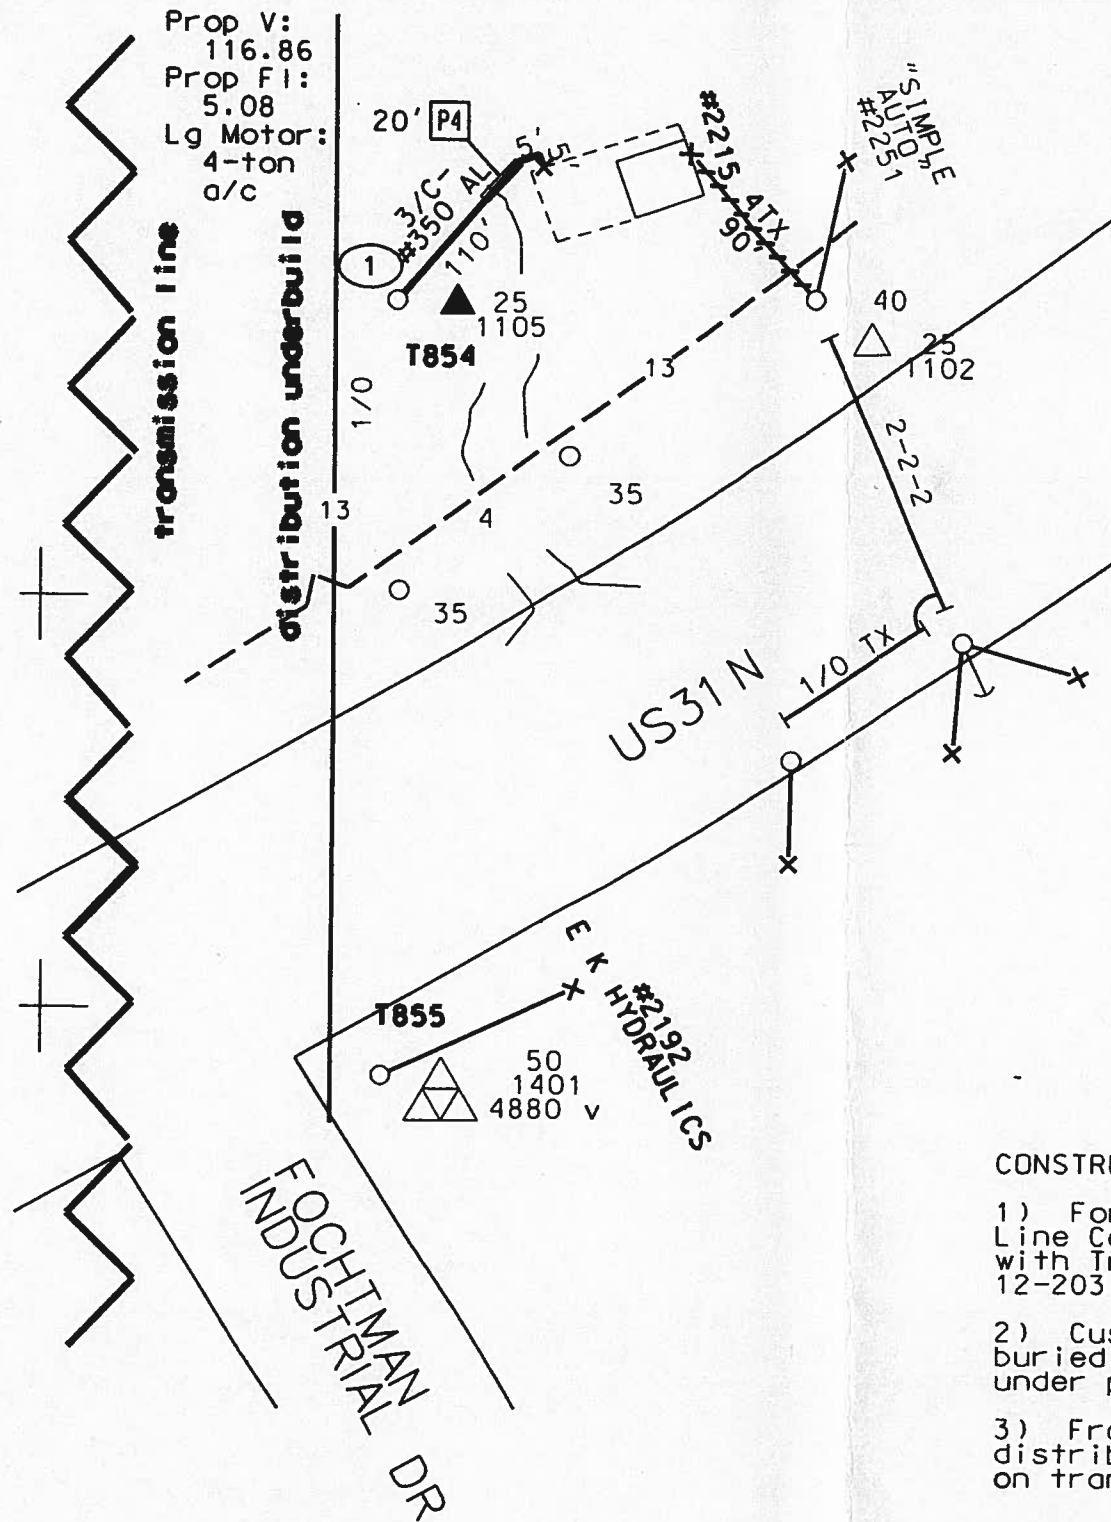 Prop V:
116.86
Prop Fl:
5.08
Lg Motor:
4-ton
a/c
transmission line
distribution underbuild
20' P4
5'
5'
3/C-
#350 AL
110'
1
25
1105
T854
1/0
13
13
4
35
35
#2215
4TX
90'
"SIMPLE
AUTO"
#2251
40
25
1102
2-2-2
1/0 TX
US31 N
E K HYDRAULICS
#2192
T855
50
1401
4880 v
FOCHTMAN
INDUSTRIAL DR
CONSTR
1) For
Line Co
with Tr
12-203
2) Cus
buried
under p
3) Fro
distrib
on tran